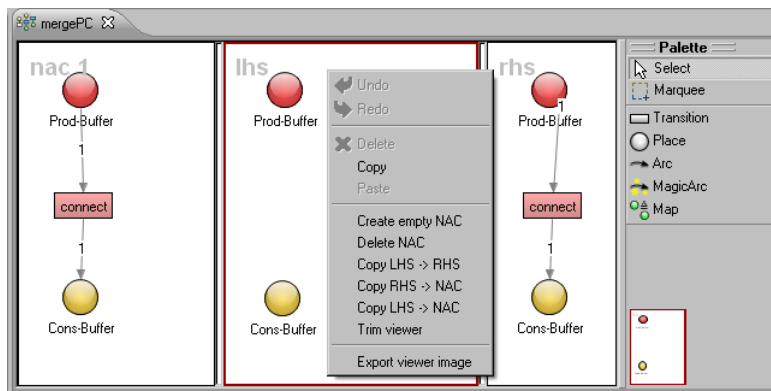 mergePC
nac 1
Prod-Buffer
1
connect
1
Cons-Buffer
lhs
Prod-Buffer
Cons-Buffer
Undo
Redo
Delete
Copy
Paste
Create empty NAC
Delete NAC
Copy LHS -> RHS
Copy RHS -> NAC
Copy LHS -> NAC
Trim viewer
Export viewer image
rhs
1
Prod-Buffer
connect
1
Cons-Buffer
Palette
Select
Marquee
Transition
Place
Arc
MagicArc
Map